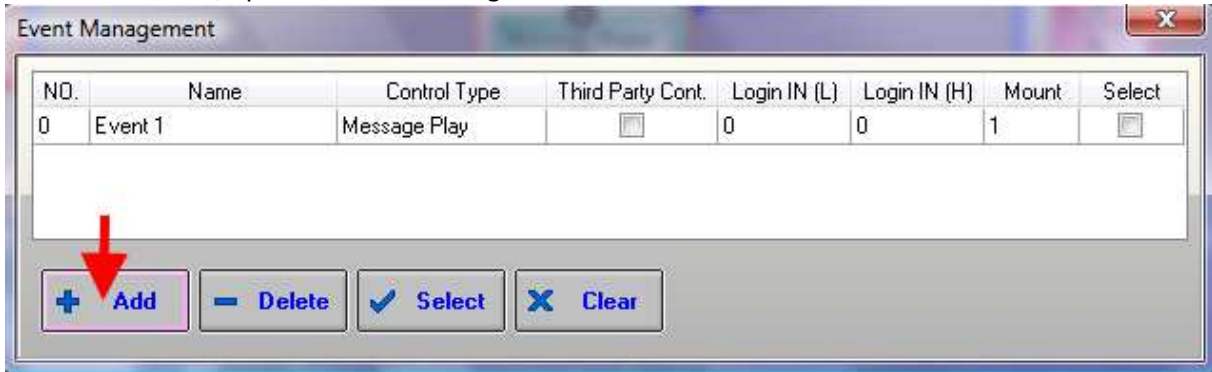 Event Management
NO. Name Control Type Third Party Cont. Login IN (L) Login IN (H) Mount Select
0 Event 1 Message Play 0 0 1
Add Delete Select Clear